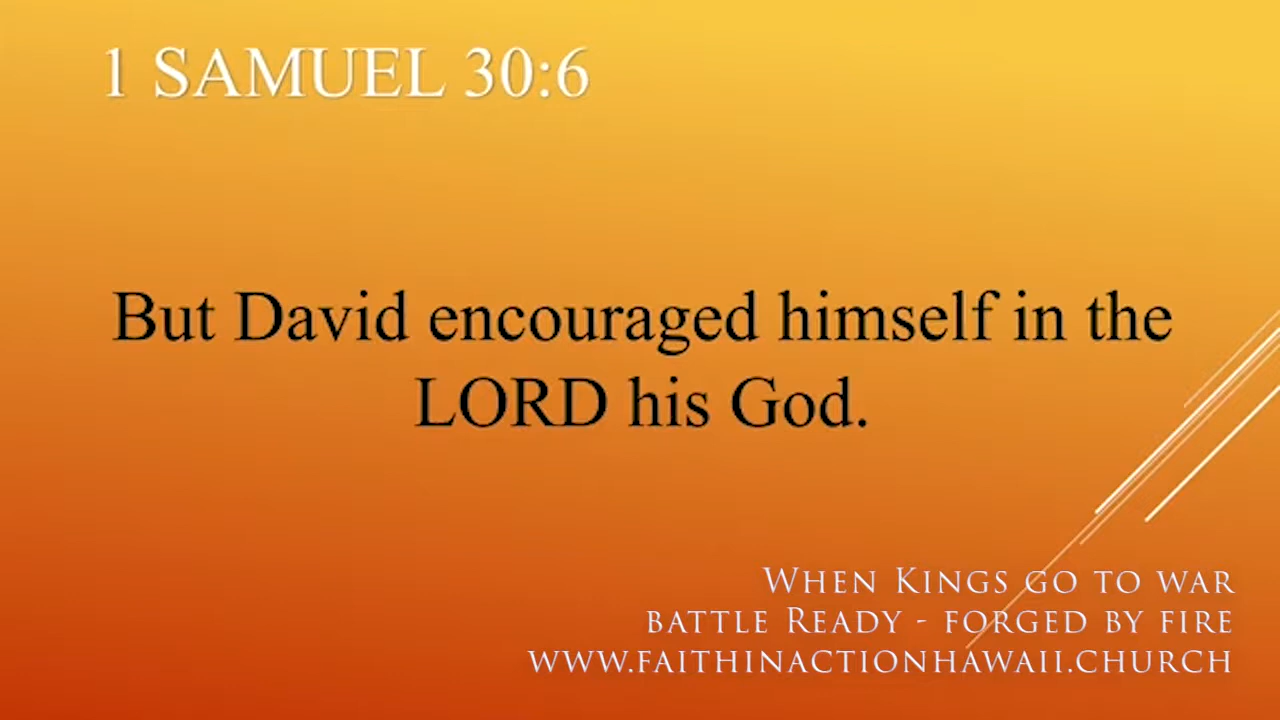 1 SAMUEL 30:6
But David encouraged himself in the
LORD his God.
WHEN KINGS GO TO WAR
BATTLE READY - FORGED BY FIRE
WWW.FAITHINACTIONHAWAII.CHURCH